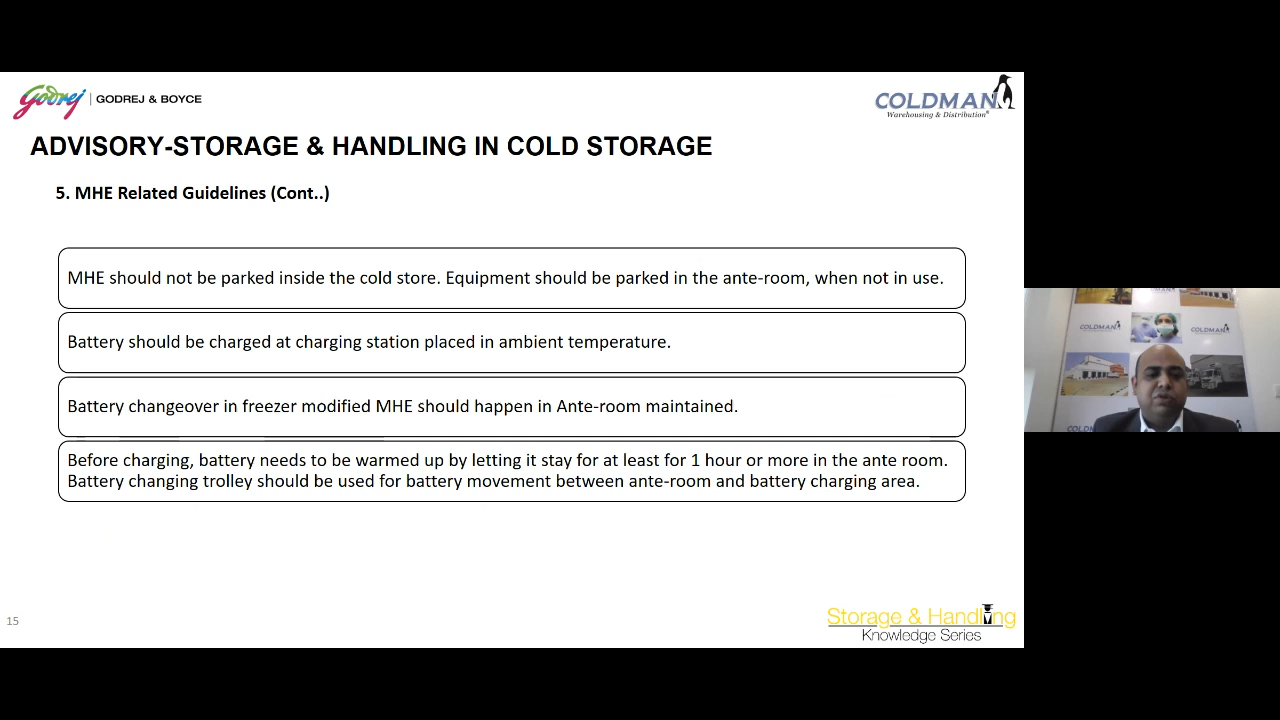 Godrej | GODREJ & BOYCE
COLDMAN
Warehousing & Distribution®
ADVISORY-STORAGE & HANDLING IN COLD STORAGE
5. MHE Related Guidelines (Cont..)
MHE should not be parked inside the cold store. Equipment should be parked in the ante-room, when not in use.
Battery should be charged at charging station placed in ambient temperature.
Battery changeover in freezer modified MHE should happen in Ante-room maintained.
Before charging, battery needs to be warmed up by letting it stay for at least for 1 hour or more in the ante room.
Battery changing trolley should be used for battery movement between ante-room and battery charging area.
COLDMAN
COLDMAN
COLDM
15
Storage & Handling
Knowledge Series